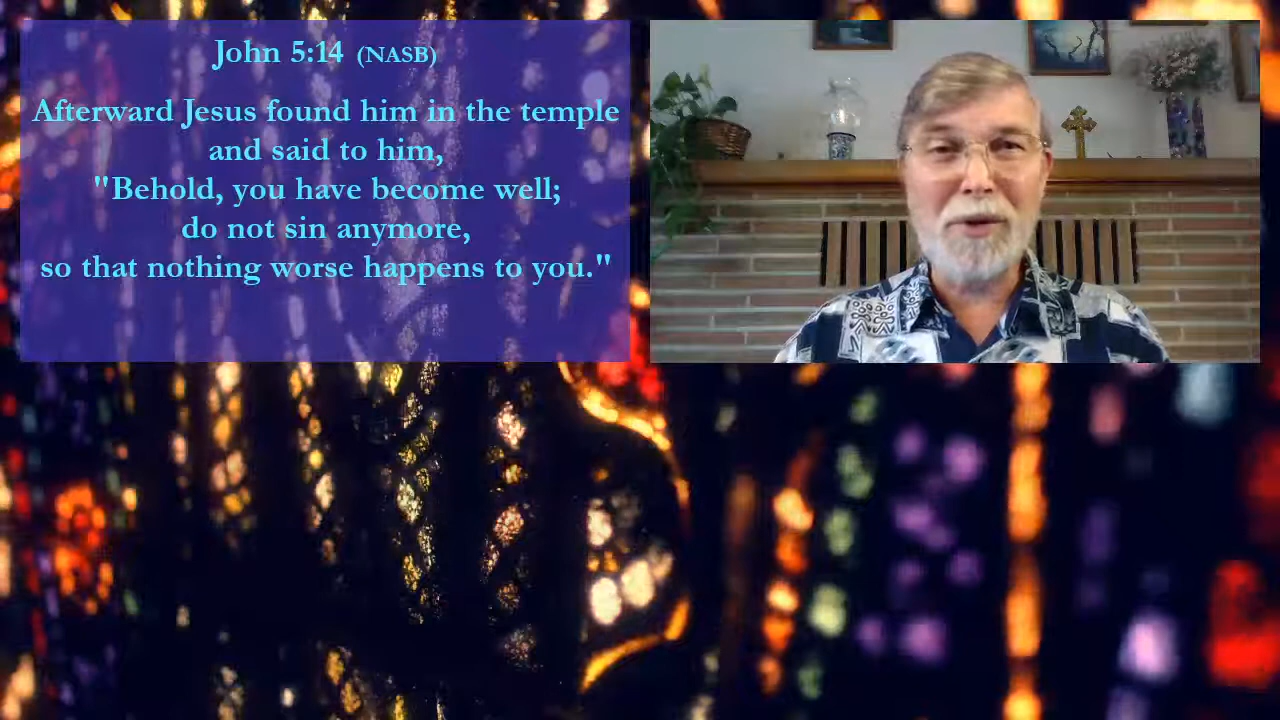 John 5:14 (NASB)
Afterward Jesus found him in the temple
and said to him,
"Behold, you have become well;
do not sin anymore,
so that nothing worse happens to you."